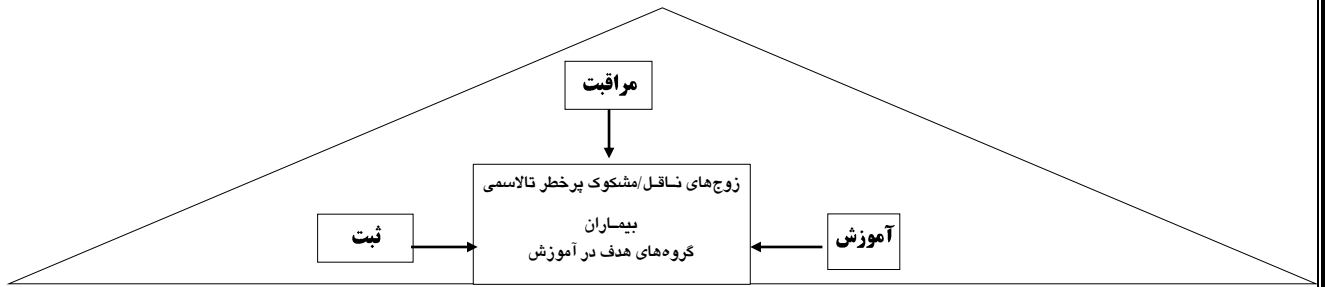 مراقبت
زوج‌های ناقل/مشکوک پرخطر تالاسمی
بیماران
گروه‌های هدف در آموزش
آموزش
ثبت